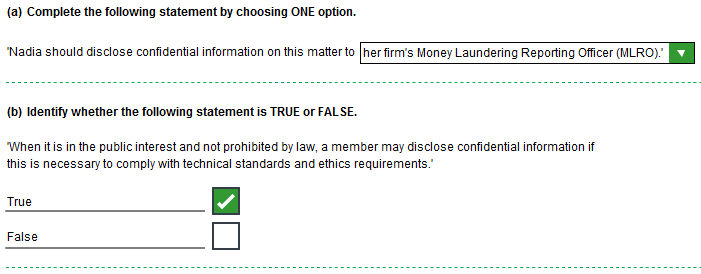 (a) Complete the following statement by choosing ONE option.
'Nadia should disclose confidential information on this matter to her firm's Money Laundering Reporting Officer (MLRO).'
(b) Identify whether the following statement is TRUE or FALSE.
'When it is in the public interest and not prohibited by law, a member may disclose confidential information if
this is necessary to comply with technical standards and ethics requirements.'
True
False